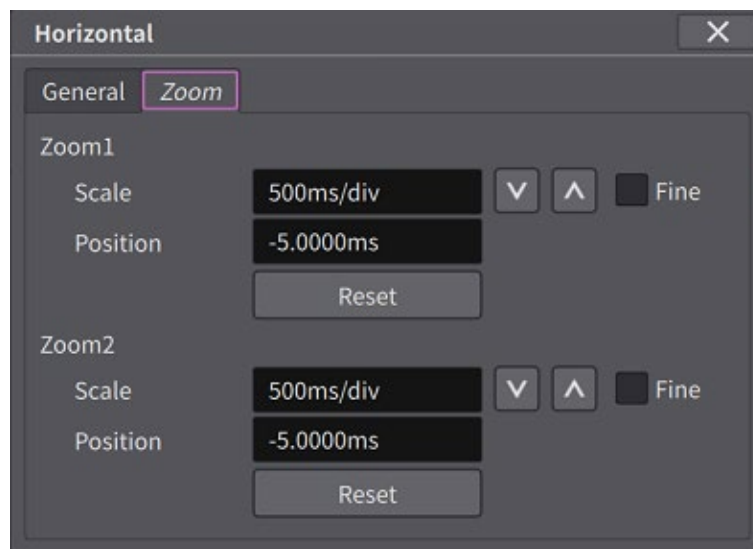 Horizontal
General Zoom
Zoom1
Scale 500ms/div Fine
Position -5.0000ms
Reset
Zoom2
Scale 500ms/div Fine
Position -5.0000ms
Reset